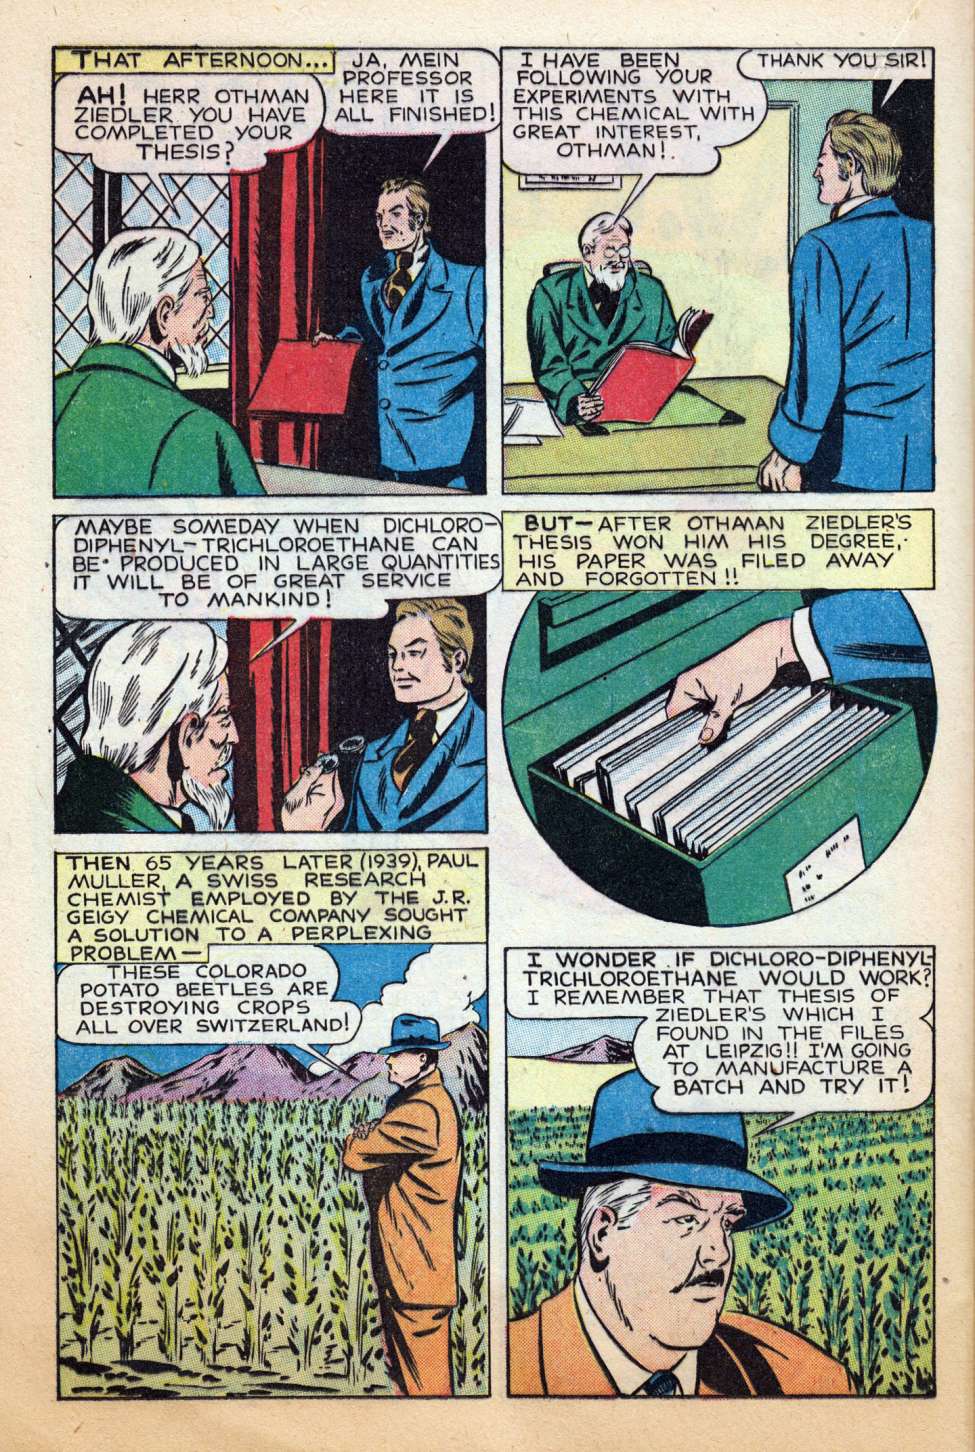 THAT AFTERNOON...
AH! HERR OTHMAN
ZIEDLER YOU HAVE
COMPLETED YOUR
THESIS?
JA, MEIN
PROFESSOR
HERE IT IS
ALL FINISHED!
I HAVE BEEN
FOLLOWING YOUR
EXPERIMENTS WITH
THIS CHEMICAL WITH
GREAT INTEREST,
OTHMAN!
THANK YOU SIR!
MAYBE SOMEDAY WHEN DICHLORO-
DIPHENYL-TRICHLOROETHANE CAN
BE PRODUCED IN LARGE QUANTITIES
IT WILL BE OF GREAT SERVICE
TO MANKIND!
BUT- AFTER OTHMAN ZIEDLER'S
THESIS WON HIM HIS DEGREE,
HIS PAPER WAS FILED AWAY
AND FORGOTTEN!!
THEN 65 YEARS LATER (1939), PAUL
MULLER, A SWISS RESEARCH
CHEMIST EMPLOYED BY THE J.R.
GEIGY CHEMICAL COMPANY SOUGHT
A SOLUTION TO A PERPLEXING
PROBLEM-
THESE COLORADO
POTATO BEETLES ARE
DESTROYING CROPS
ALL OVER SWITZERLAND!
I WONDER IF DICHLORO-DIPHENYL-
TRICHLOROETHANE WOULD WORK?
I REMEMBER THAT THESIS OF
ZIEDLER'S WHICH I
FOUND IN THE FILES
AT LEIPZIG!! I'M GOING
TO MANUFACTURE A
BATCH AND TRY IT!